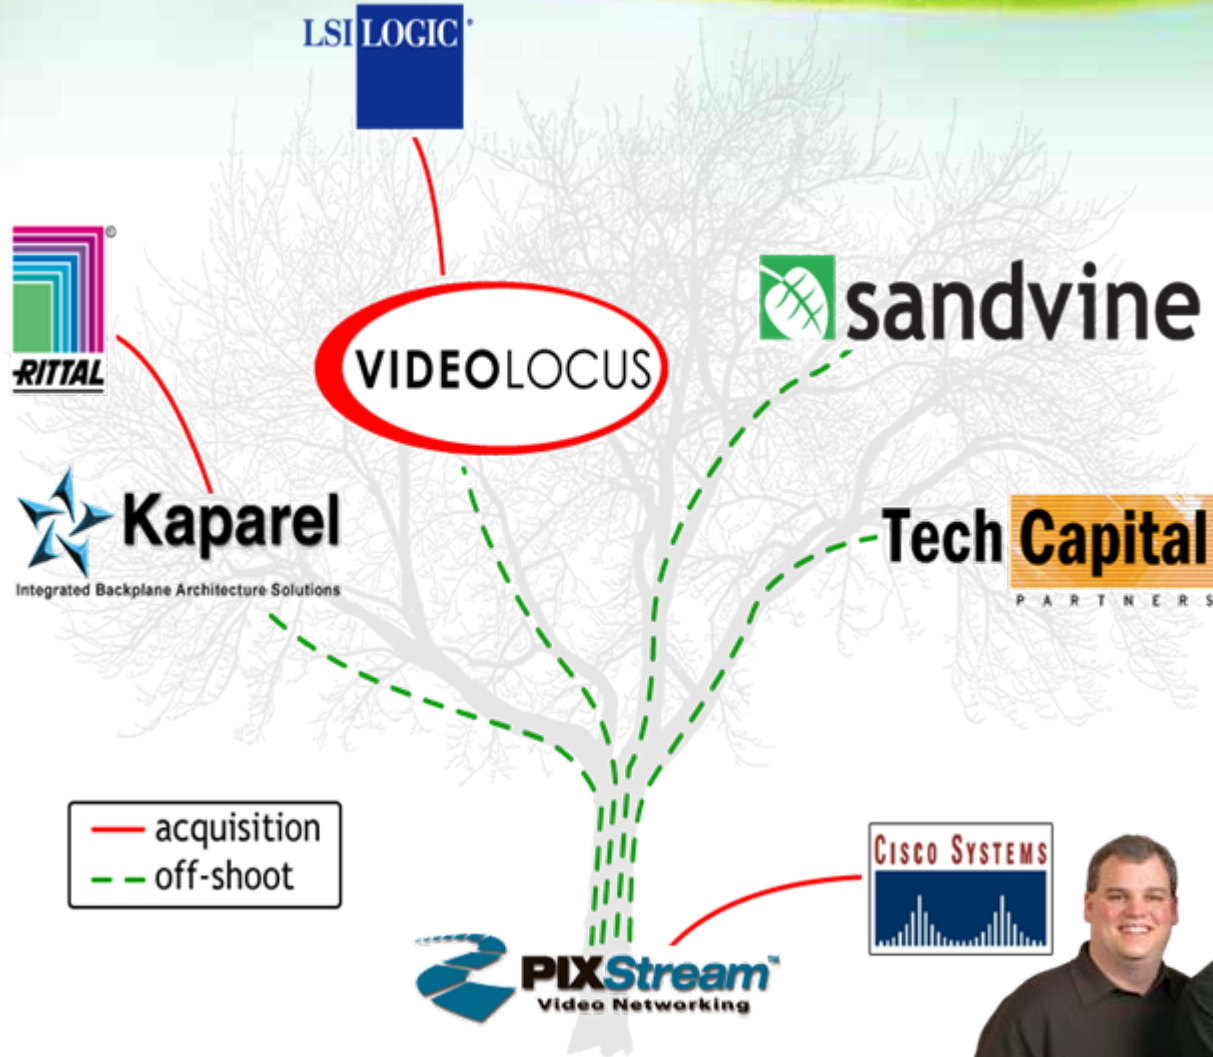 LSI LOGIC
®
RITTAL
VIDEOLOCUS
sandvine
Kaparel
Integrated Backplane Architecture Solutions
Tech Capital
PARTNERS
acquisition
off-shoot
CISCO SYSTEMS
PIXStream™
Video Networking